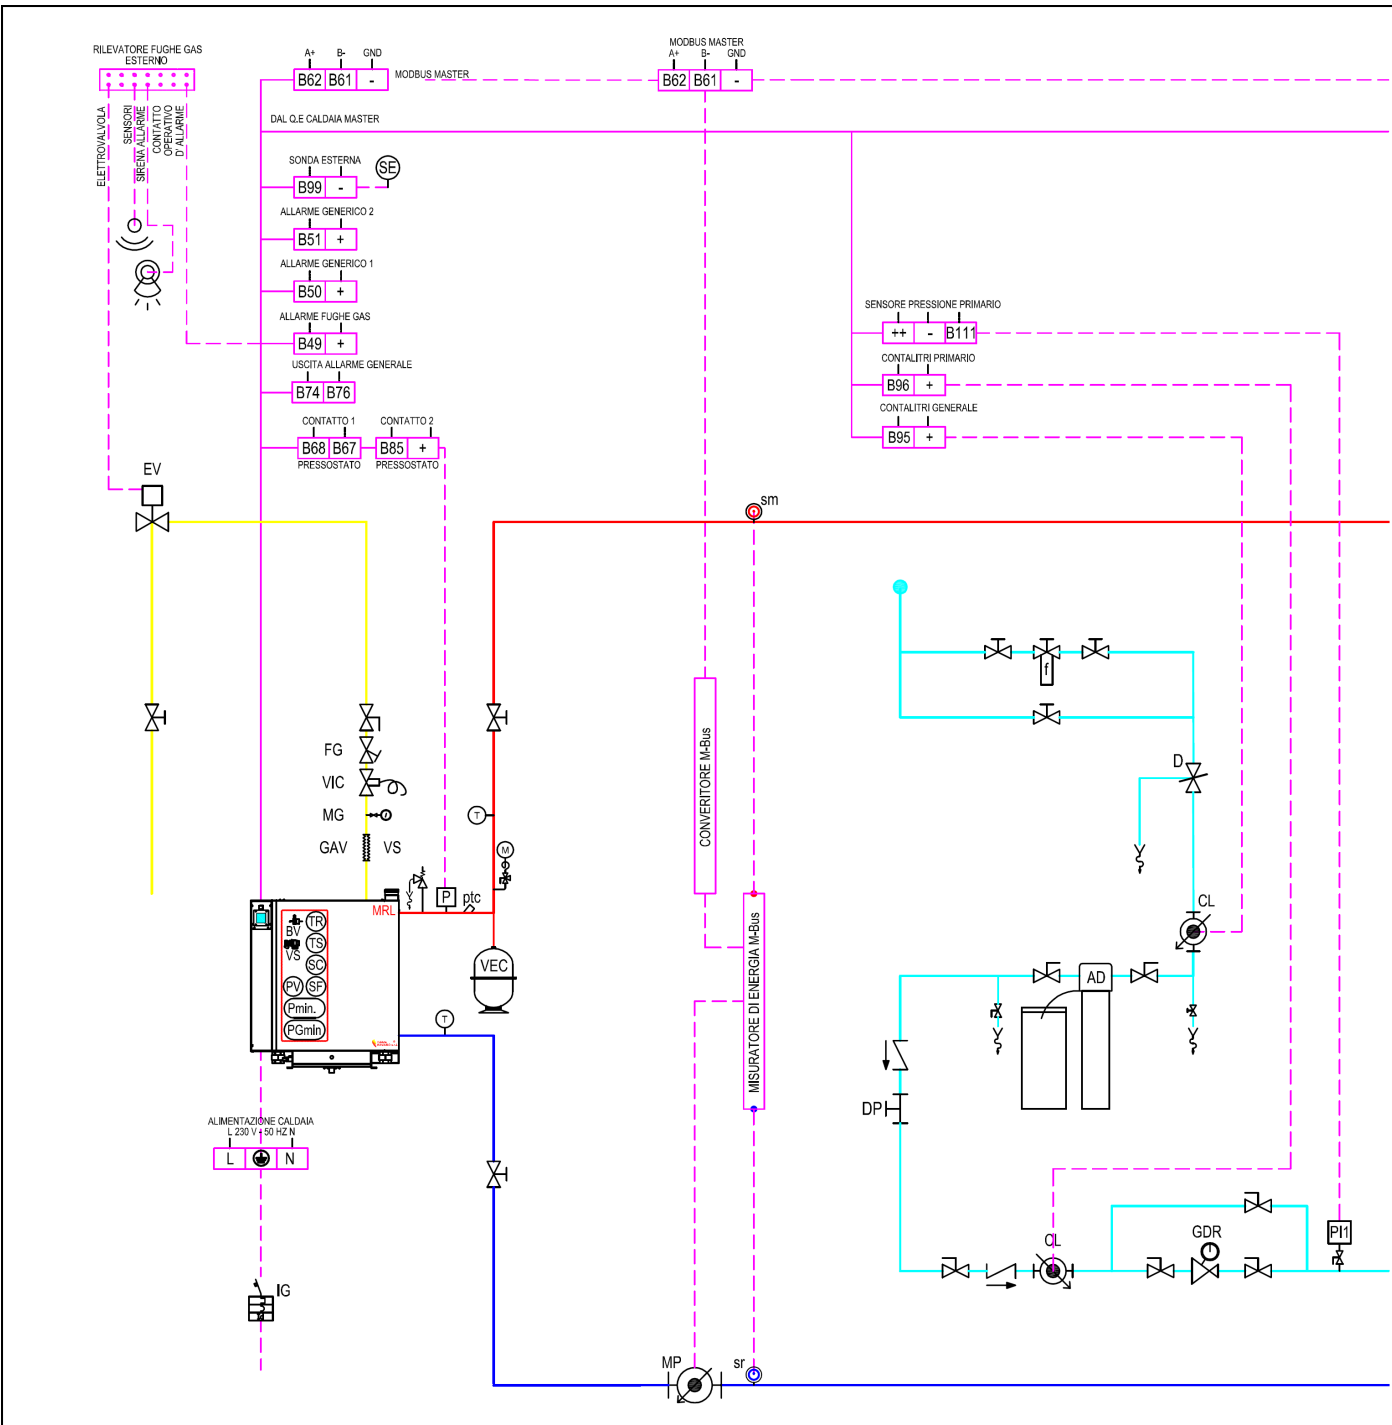 RILEVATORE FUGHE GAS
ESTERNO
ELETTROVALVOLA
SENSORI
SIRENA ALLARME
CONTATTO
OPERATIVO
D' ALLARME
A+ B- GND
B62 B61 -
MODBUS MASTER
MODBUS MASTER
A+ B- GND
B62 B61 -
DAL Q.E CALDAIA MASTER
SONDA ESTERNA
B99 -
SE
ALLARME GENERICO 2
B51 +
ALLARME GENERICO 1
B50 +
ALLARME FUGHE GAS
B49 +
USCITA ALLARME GENERALE
B74 B76
CONTATTO 1
B68 B67
PRESSOSTATO
CONTATTO 2
B85 +
PRESSOSTATO
SENSORE PRESSIONE PRIMARIO
++ - B111
CONTALITRI PRIMARIO
B96 +
CONTALITRI GENERALE
B95 +
EV
sm
f
FG
VIC
MG
GAV VS
T
M
D
CONVERITORE M-Bus
MISURATORE DI ENERGIA M-Bus
P
ptc
MRL
BV
VS
TR
TS
SC
PV SF
Pmin.
PGmin
VEC
T
CL
AD
DP
ALIMENTAZIONE CALDAIA
L 230 V - 50 HZ N
L N
IG
CL
GDR
PI1
MP
sr